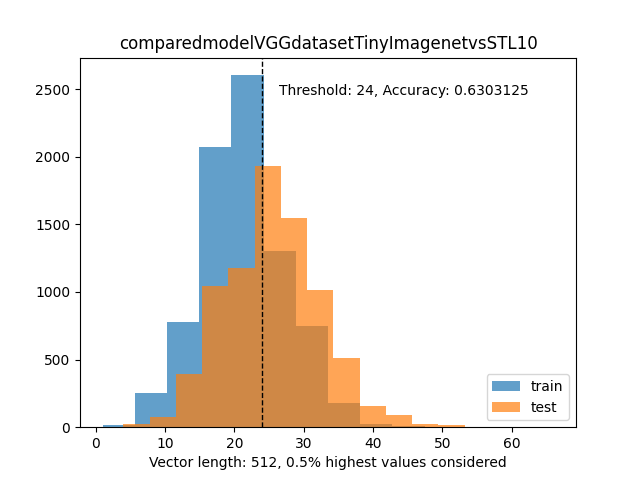 comparedmodelVGGdatasetTinyImagenetvsSTL10
Threshold: 24, Accuracy: 0.6303125
2500
2000
1500
1000
500
0
train
test
0 10 20 30 40 50 60
Vector length: 512, 0.5% highest values considered